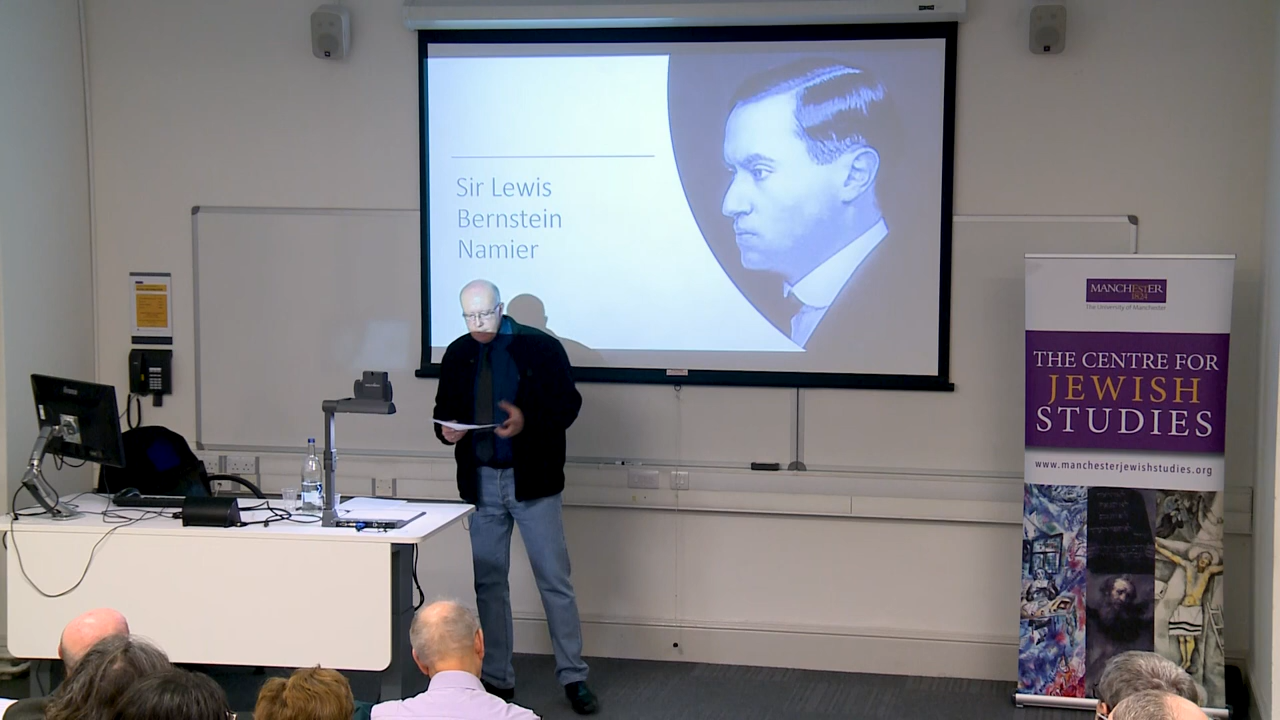 Sir Lewis
Bernstein
Namier
MANCHESTER
1824
The University of Manchester
THE CENTRE FOR
JEWISH
STUDIES
www.manchesterjewishstudies.org